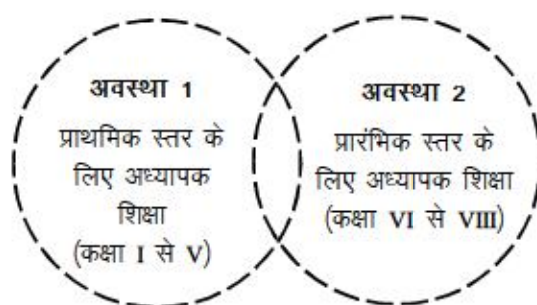 अवस्था 1
प्राथमिक स्तर के
लिए अध्यापक
शिक्षा
(कक्षा I से V)
अवस्था 2
प्रारंभिक स्तर के
लिए अध्यापक शिक्षा
(कक्षा VI से VIII)